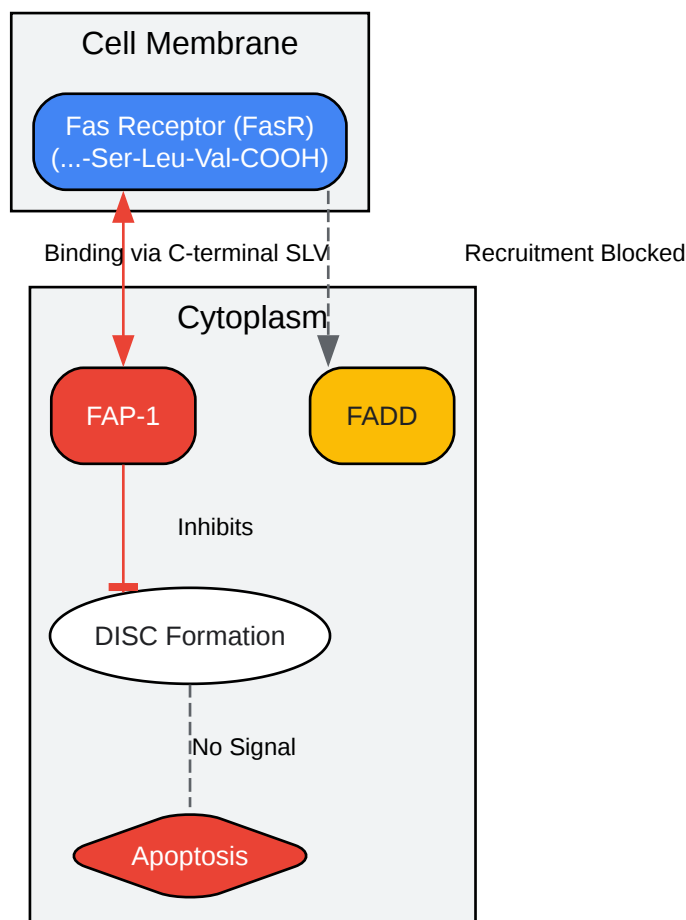 Cell Membrane
Fas Receptor (FasR)
(...-Ser-Leu-Val-COOH)
Binding via C-terminal SLV
Recruitment Blocked
Cytoplasm
FAP-1
FADD
Inhibits
DISC Formation
No Signal
Apoptosis